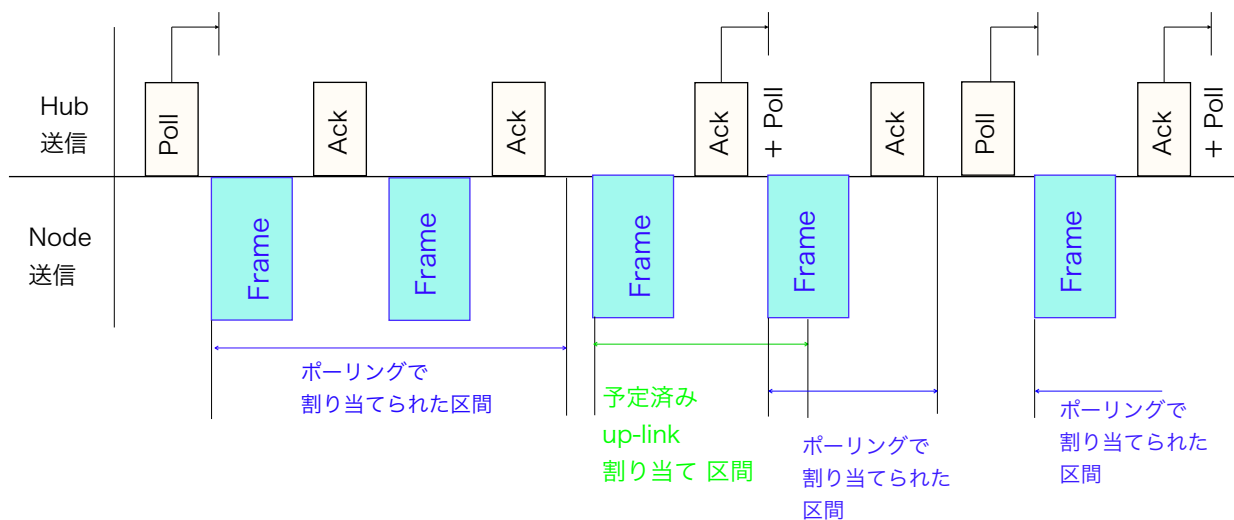 Hub
送信
Poll
Ack
Ack
Ack
+ Poll
Ack
Poll
Ack
+ Poll
Node
送信
Frame
Frame
Frame
Frame
Frame
ポーリングで
割り当てられた区間
予定済み
up-link
割り当て 区間
ポーリングで
割り当てられた
区間
ポーリングで
割り当てられた
区間